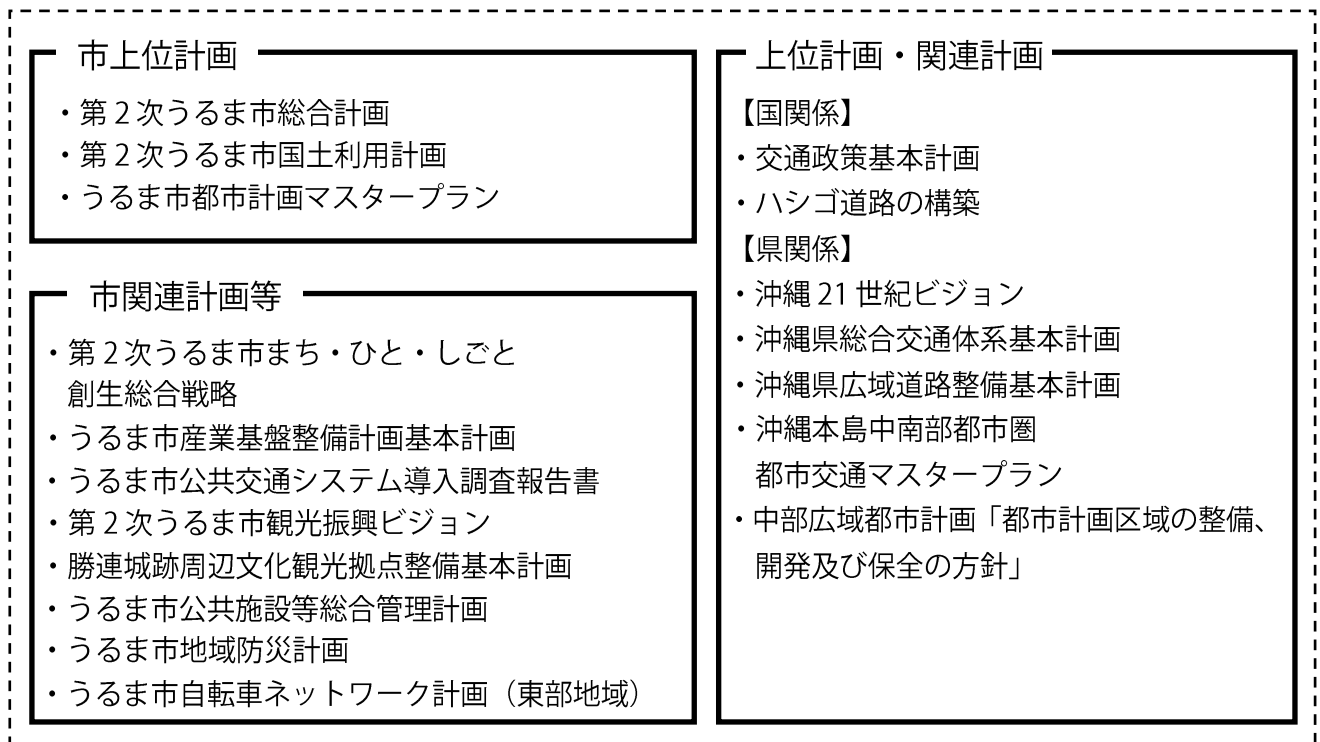 市上位計画
・第2次うるま市総合計画
・第2次うるま市国土利用計画
・うるま市都市計画マスタープラン
市関連計画等
・第2次うるま市まち・ひと・しごと
創生総合戦略
・うるま市産業基盤整備計画基本計画
・うるま市公共交通システム導入調査報告書
・第2次うるま市観光振興ビジョン
・勝連城跡周辺文化観光拠点整備基本計画
・うるま市公共施設等総合管理計画
・うるま市地域防災計画
・うるま市自転車ネットワーク計画（東部地域）
上位計画・関連計画
【国関係】
・交通政策基本計画
・ハシゴ道路の構築
【県関係】
・沖縄21世紀ビジョン
・沖縄県総合交通体系基本計画
・沖縄県広域道路整備基本計画
・沖縄本島中南部都市圏
都市交通マスタープラン
・中部広域都市計画「都市計画区域の整備、
開発及び保全の方針」